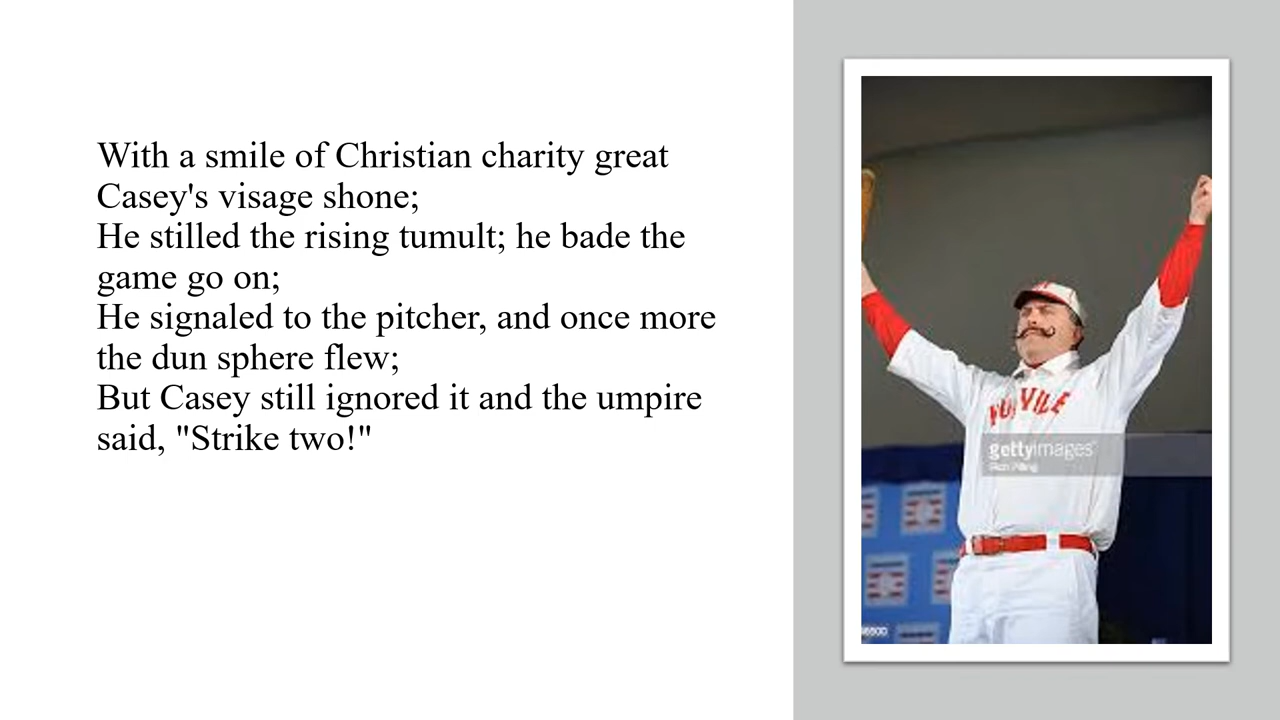 With a smile of Christian charity great
Casey's visage shone;
He stilled the rising tumult; he bade the
game go on;
He signaled to the pitcher, and once more
the dun sphere flew;
But Casey still ignored it and the umpire
said, "Strike two!"
gettyimages
Rich Pilling